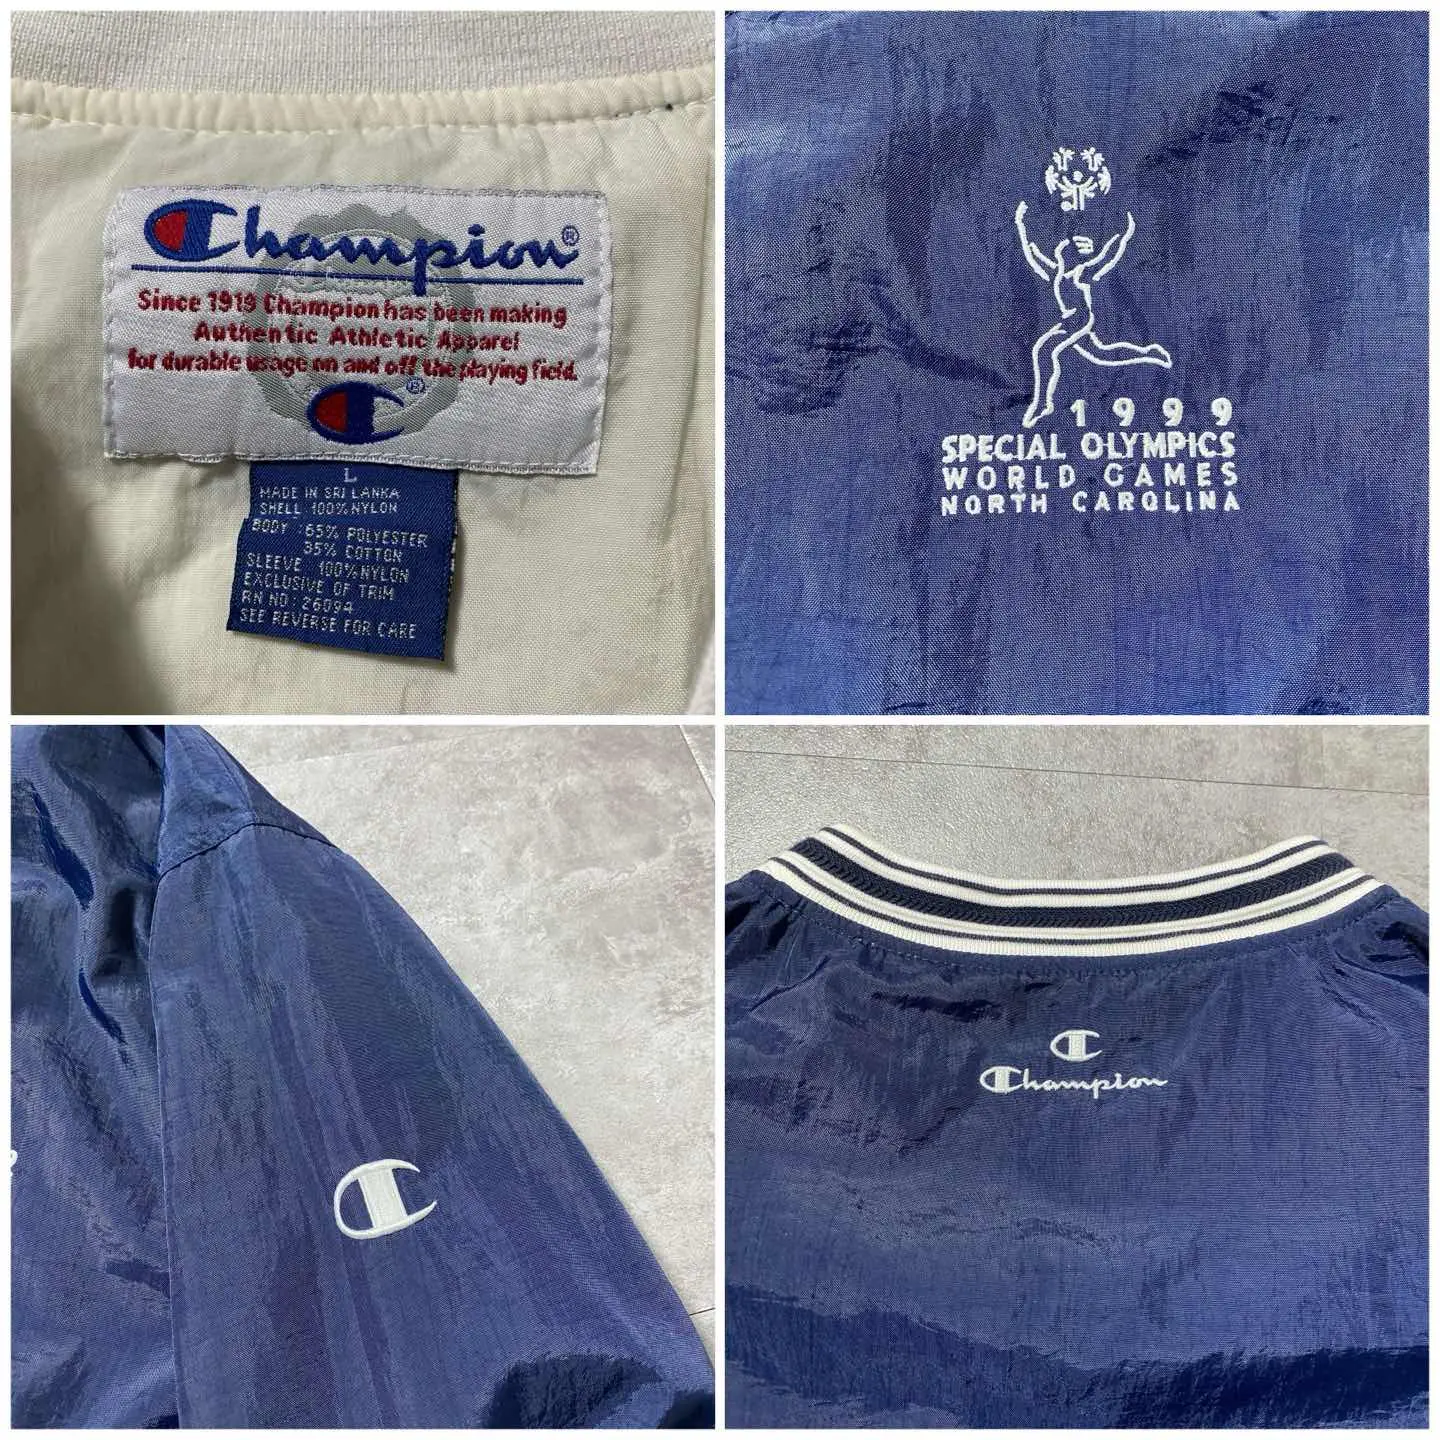 Champion®
Since 1919 Champion has been making
Authentic Athletic Apparel
for durable usage on and off the playing field.
®
L
MADE IN SRI LANKA
SHELL 100% NYLON
BODY : 65% POLYESTER
35% COTTON
SLEEVE 100% NYLON
EXCLUSIVE OF TRIM
RN NO: 26094
SEE REVERSE FOR CARE
1999
SPECIAL OLYMPICS
WORLD GAMES
NORTH CAROLINA
C
C
Champion